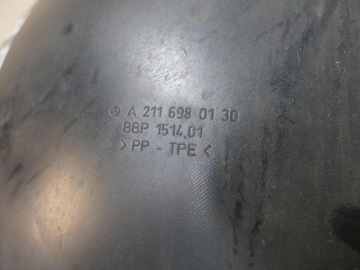 A 211 698 01 30
BBP 1514.01
> PP - TPE <